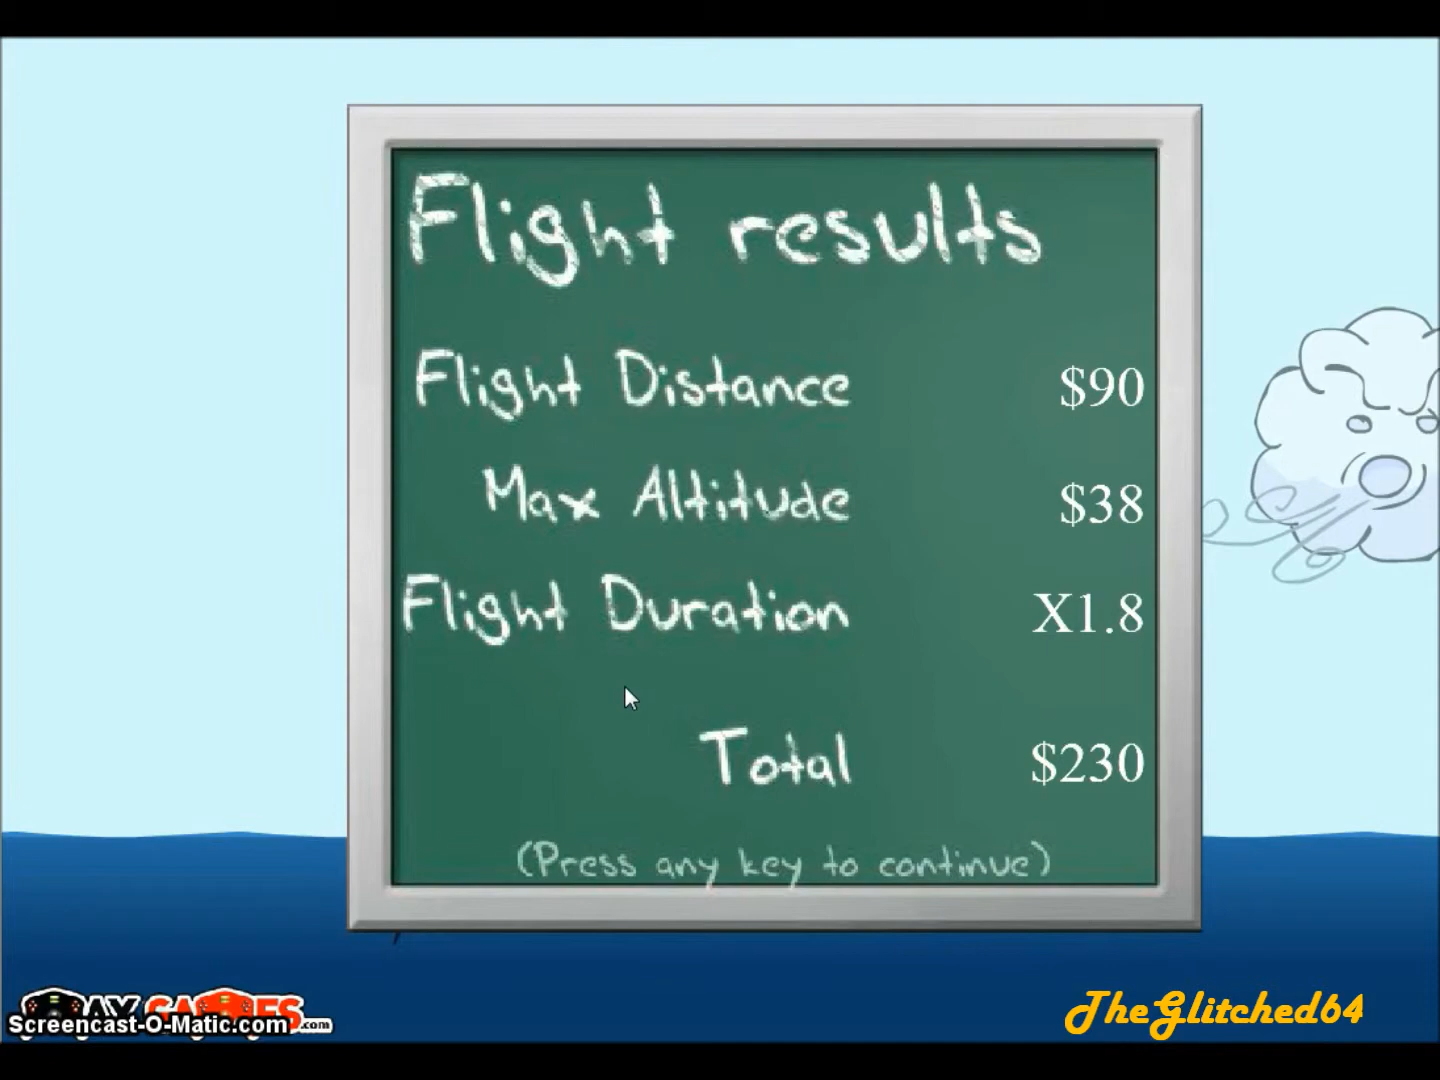 Flight results
Flight Distance $90
Max Altitude $38
Flight Duration X1.8
Total $230
(Press any key to continue)
Screencast-O-Matic.com
.com
TheGlitched64